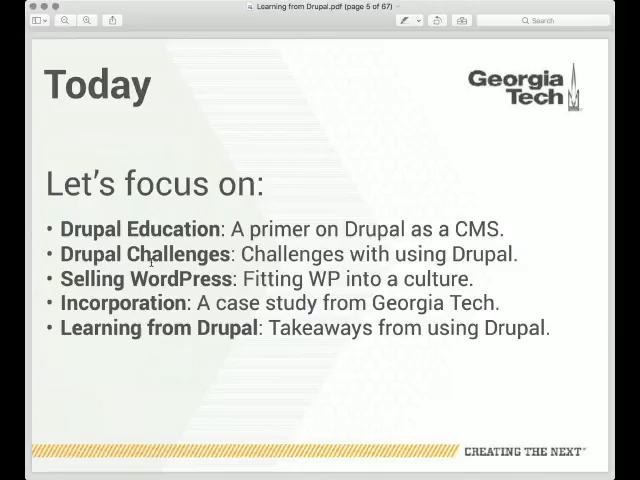 Learning from Drupal.pdf (page 5 of 67)
Search
Today
Georgia
Tech
Let's focus on:
• Drupal Education: A primer on Drupal as a CMS.
• Drupal Challenges: Challenges with using Drupal.
• Selling WordPress: Fitting WP into a culture.
• Incorporation: A case study from Georgia Tech.
• Learning from Drupal: Takeaways from using Drupal.
CREATING THE NEXT